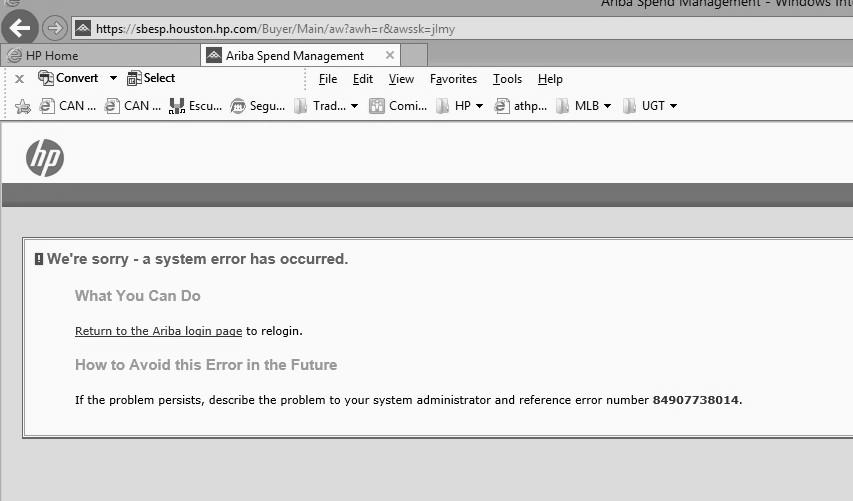 Ariba Spend Management - Windows Int
https://sbesp.houston.hp.com/Buyer/Main/aw?awh=r&awssk=jlmy
HP Home
Ariba Spend Management
Convert Select File Edit View Favorites Tools Help
CAN ... CAN ... Escu... Segu... Trad... Comi... HP athp... MLB UGT
hp
We're sorry - a system error has occurred.
What You Can Do
Return to the Ariba login page to relogin.
How to Avoid this Error in the Future
If the problem persists, describe the problem to your system administrator and reference error number 84907738014.